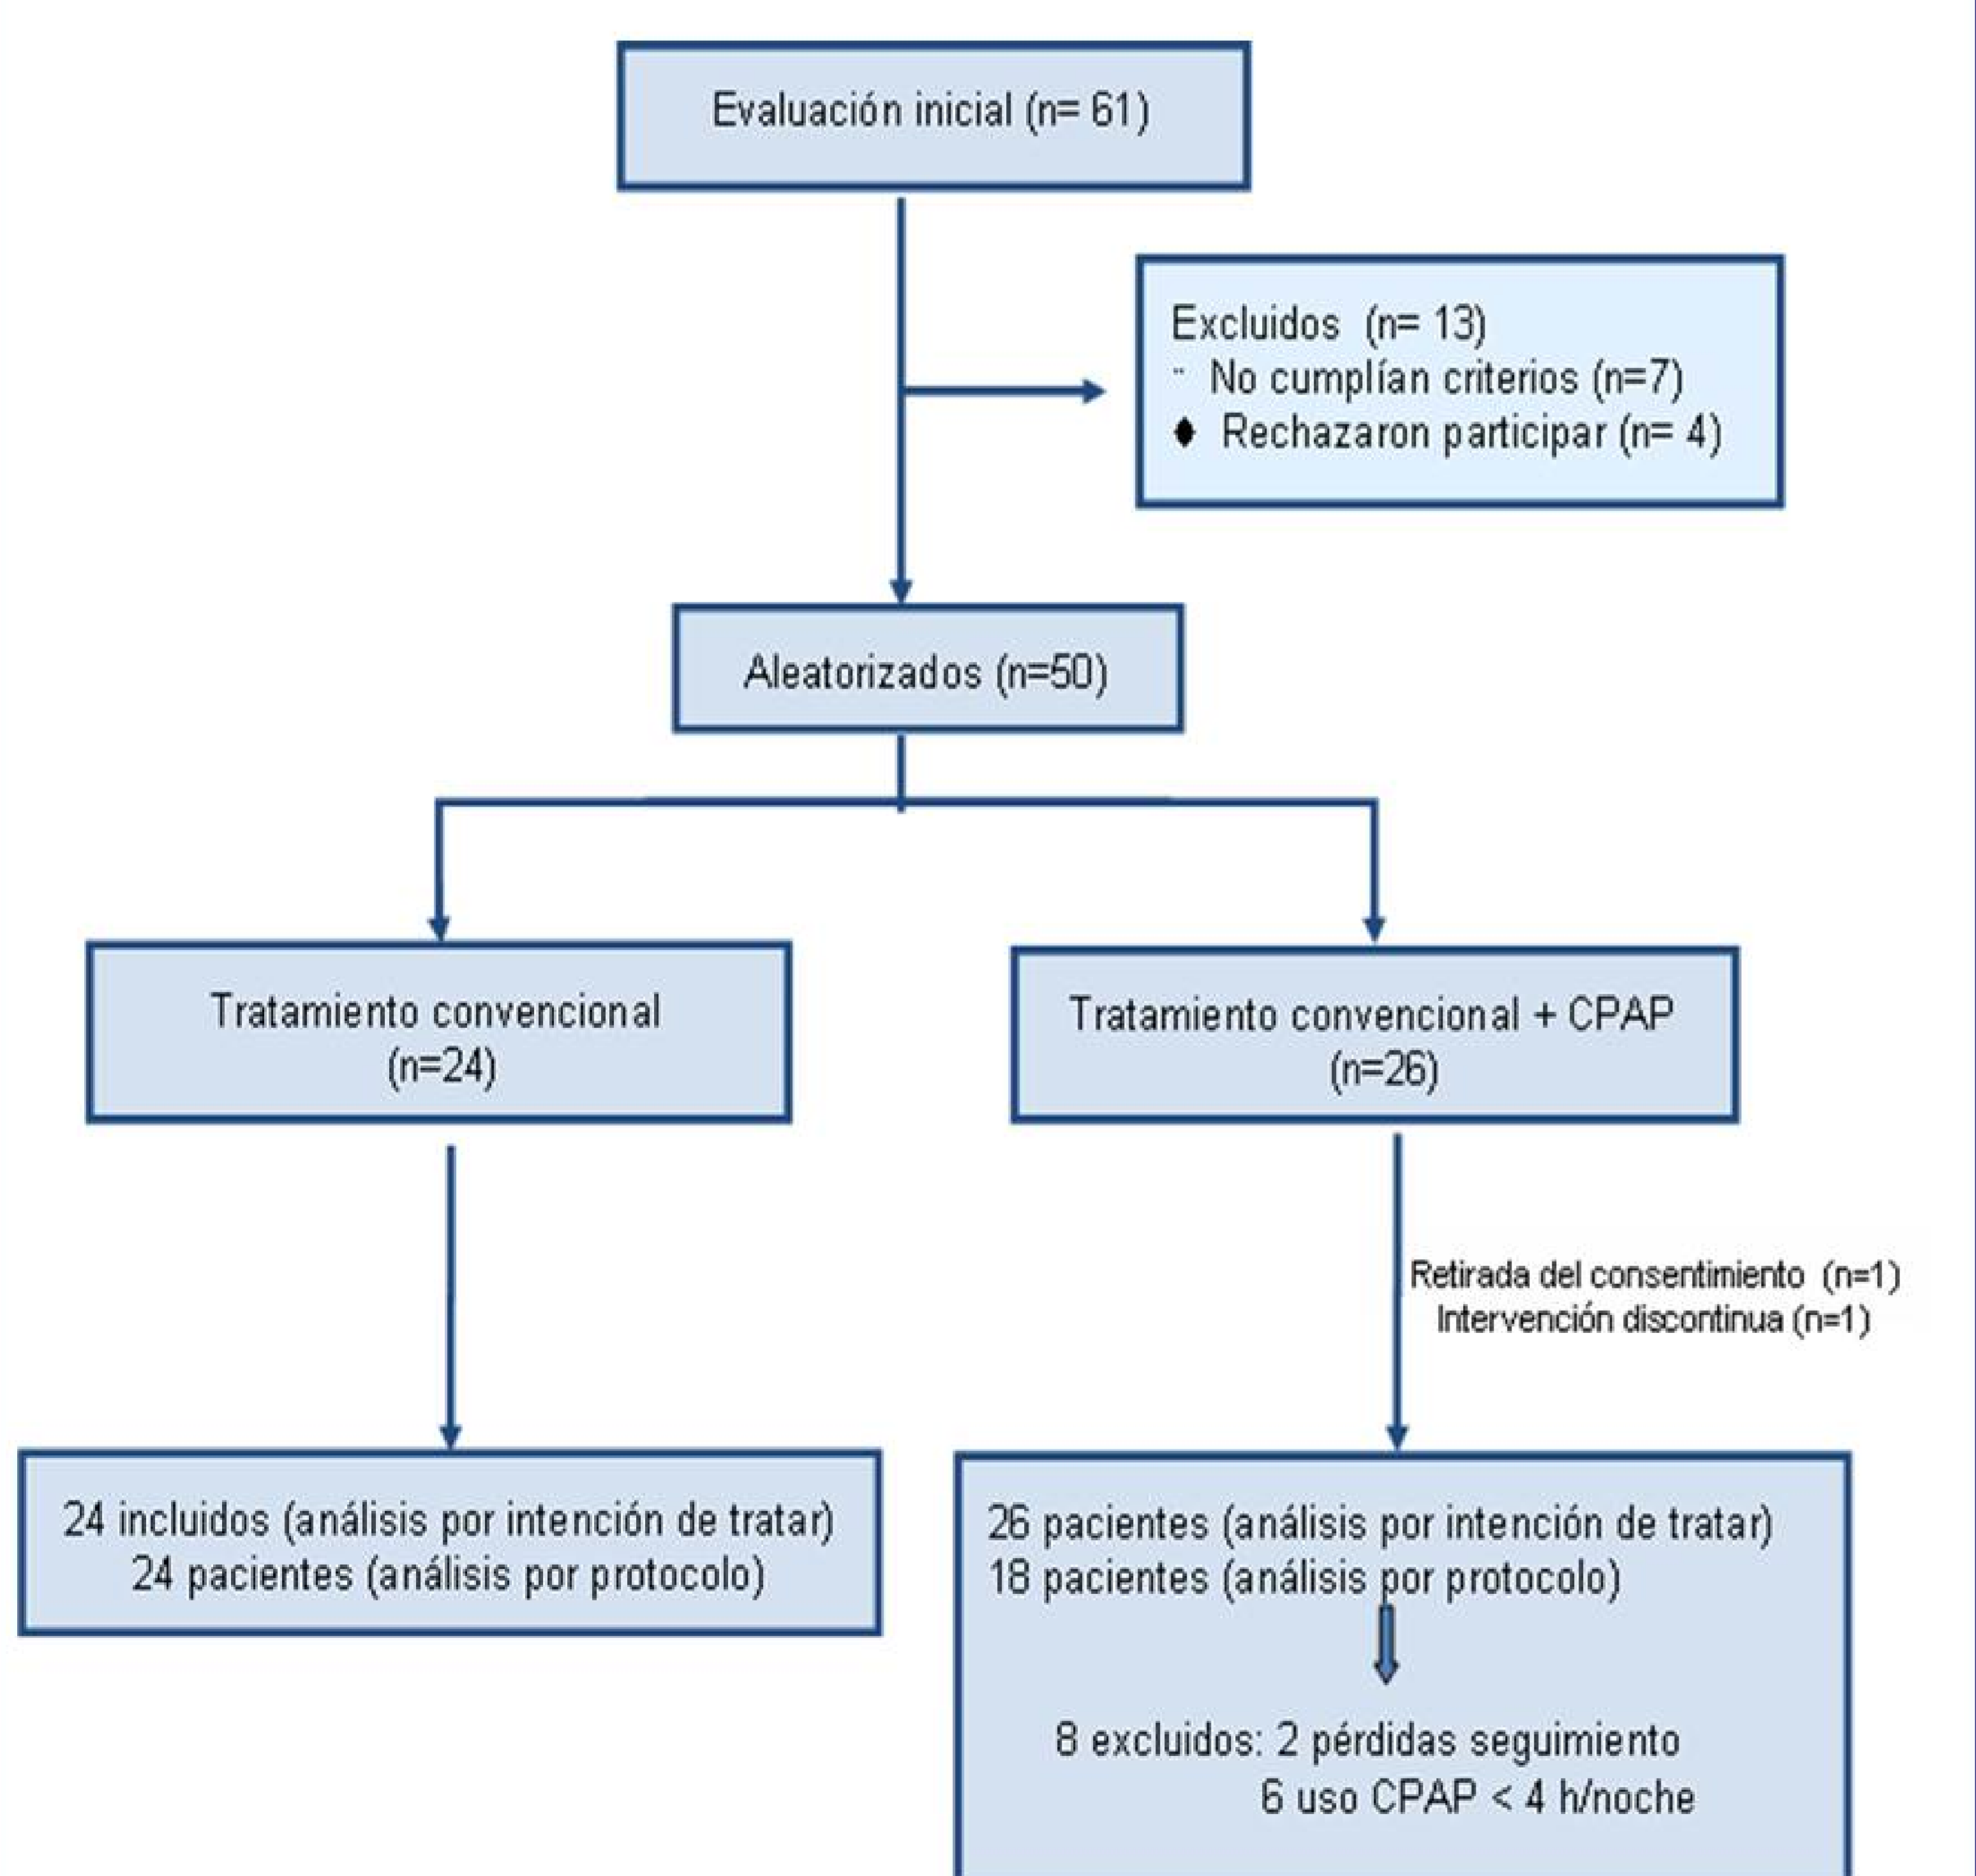 Evaluación inicial (n= 61)
Excluidos  (n= 13)
¨  No cumplían criterios (n=7)
♦  Rechazaron participar (n= 4)
Aleatorizados (n=50)
Tratamiento convencional
(n=24)
Tratamiento convencional + CPAP
(n=26)
Retirada del consentimiento  (n=1)
Intervención discontinua (n=1)
24 incluidos (análisis por intención de tratar)
24 pacientes (análisis por protocolo)
26 pacientes (análisis por intención de tratar)
18 pacientes (análisis por protocolo)
8 excluidos: 2 pérdidas seguimiento
6 uso CPAP < 4 h/noche